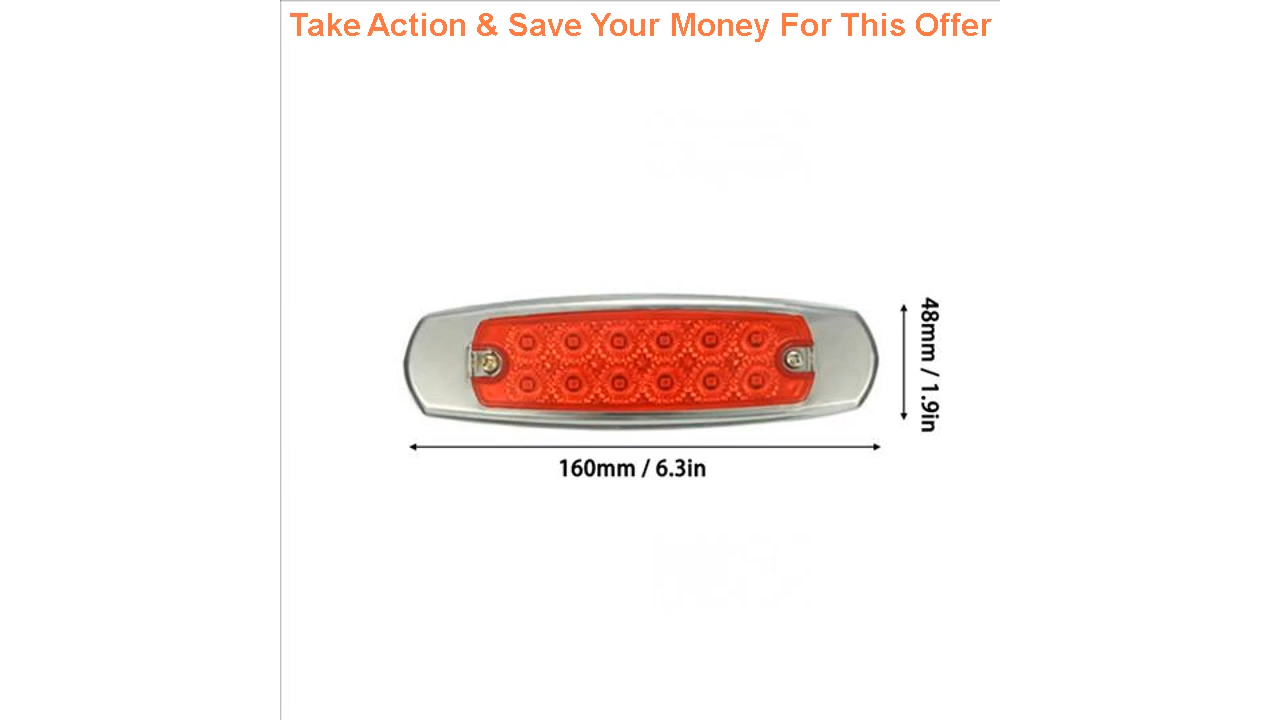 Take Action & Save Your Money For This Offer
48mm / 1.9in
160mm / 6.3in